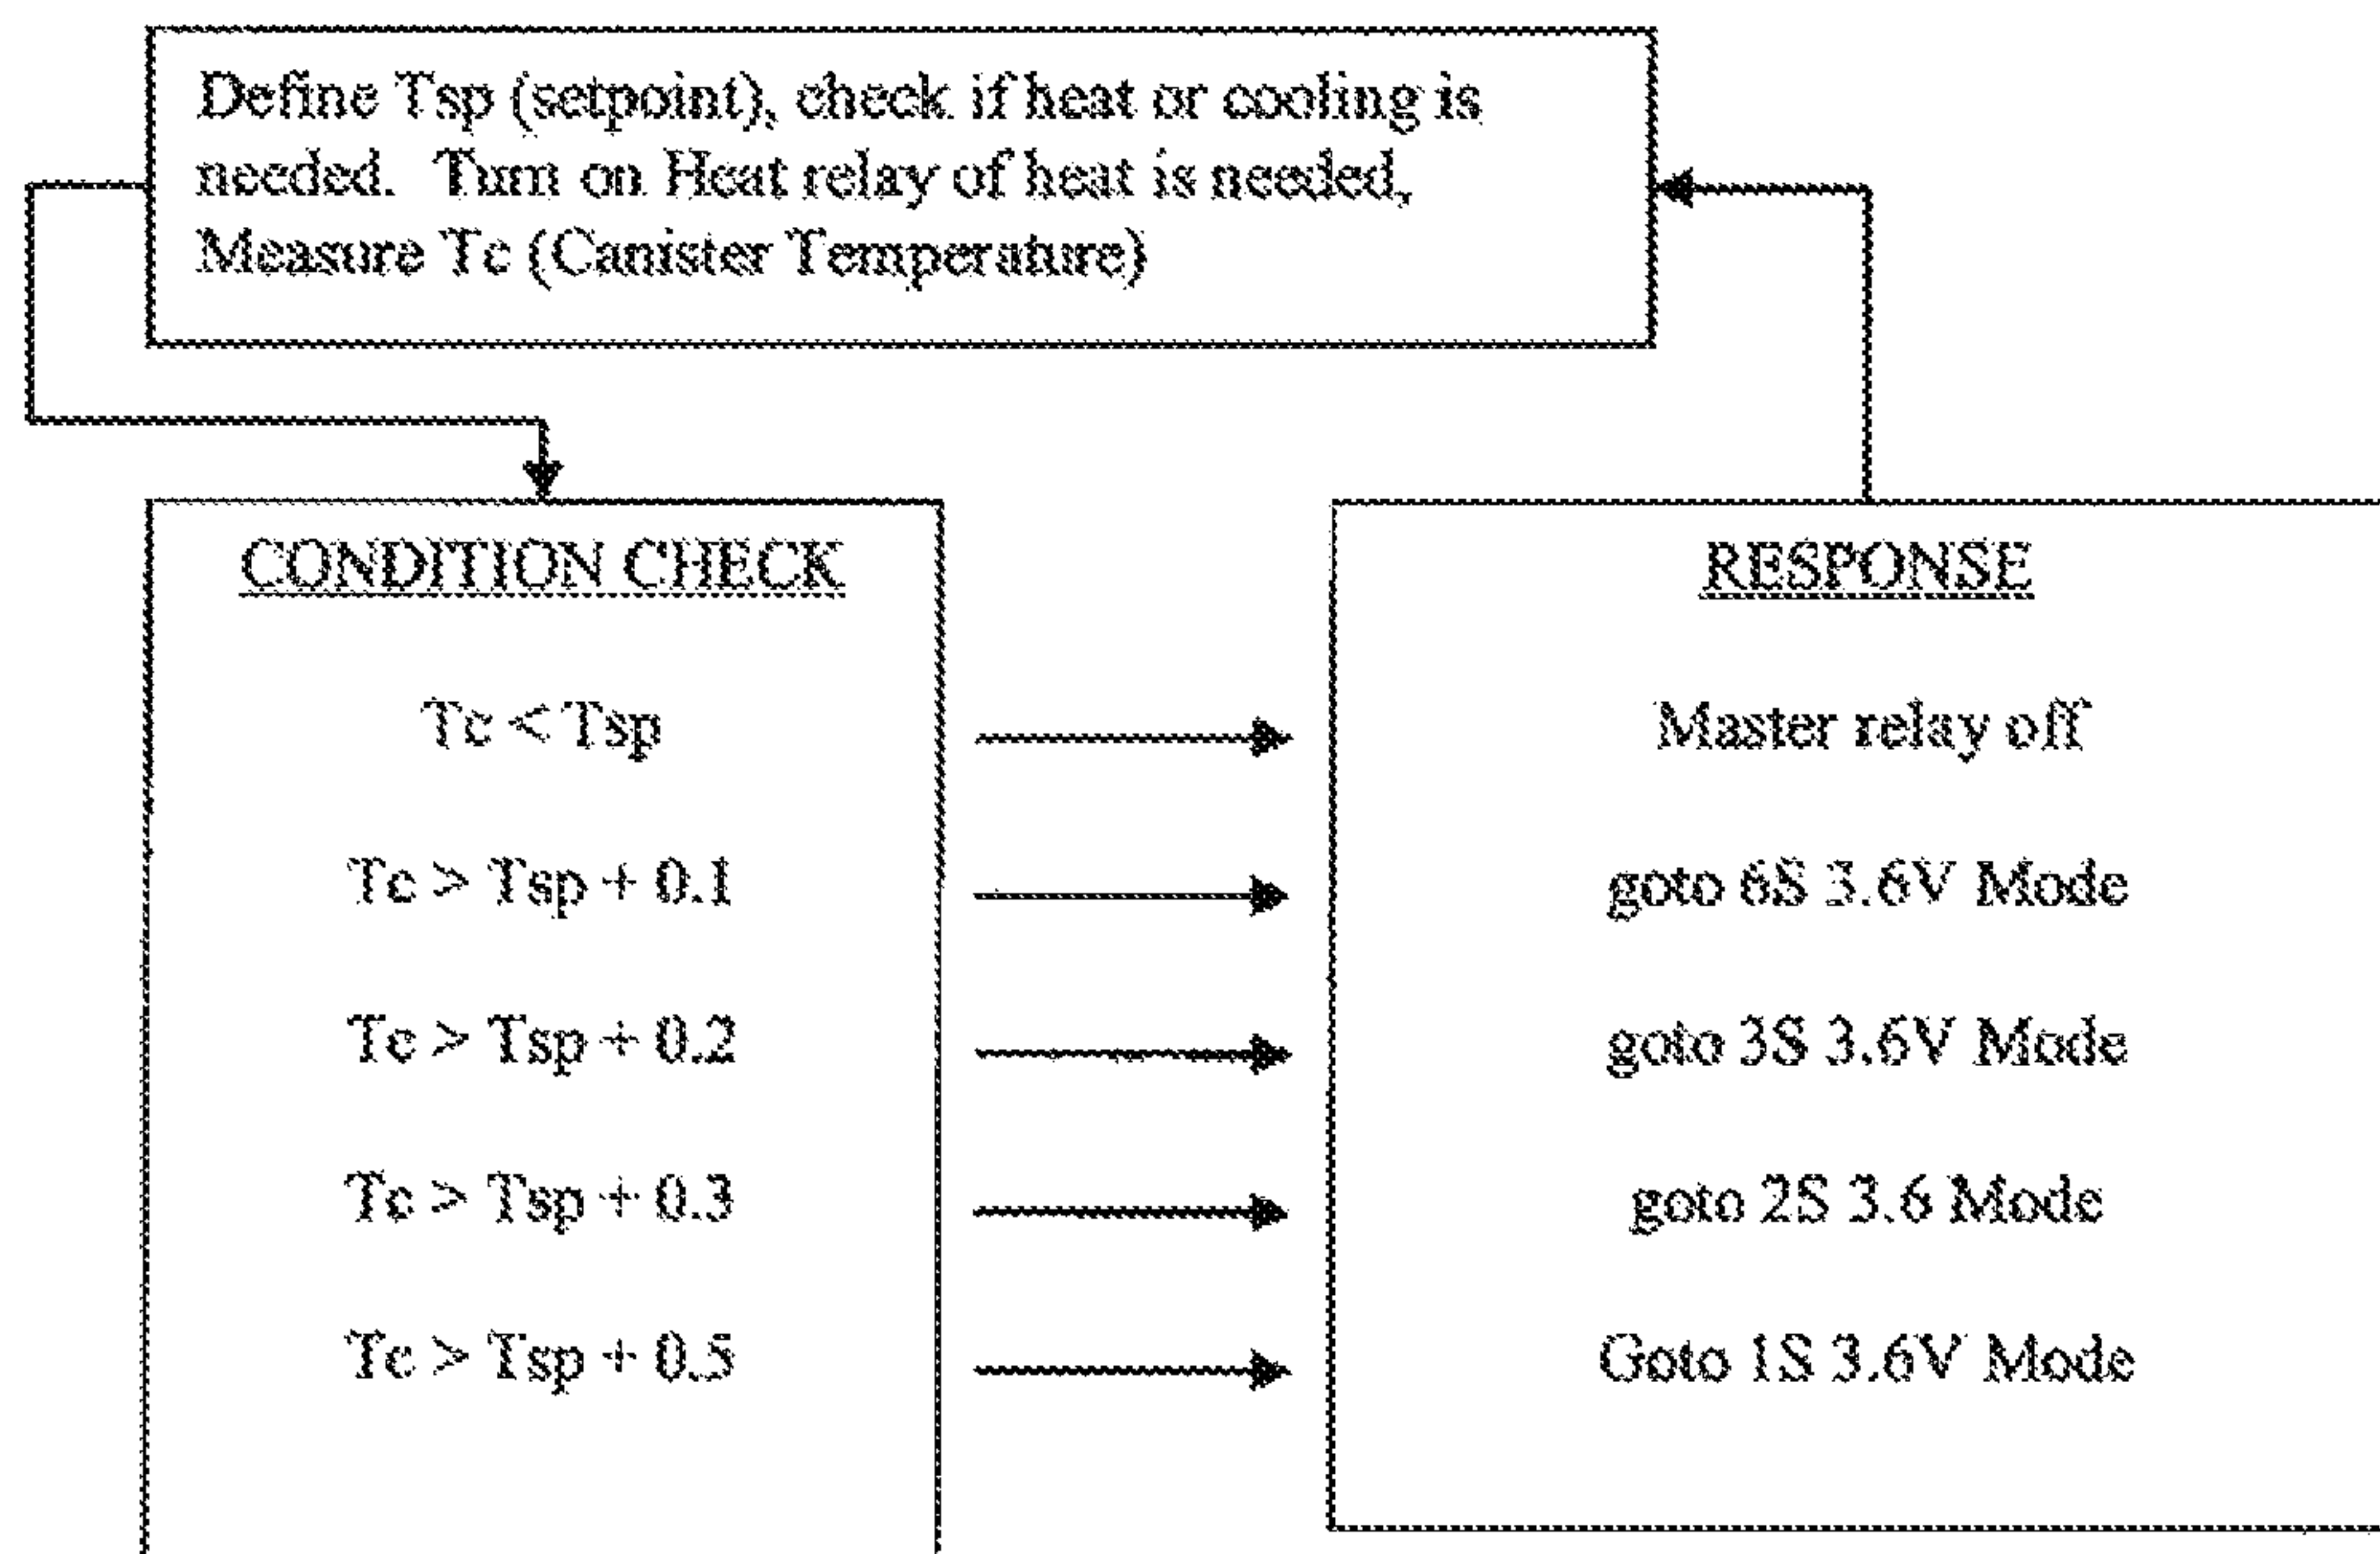 Define Tsp (setpoint), check if heat or cooling is
needed. Turn on Heat relay of heat is needed,
Measure Tc (Canister Temperature)
CONDITION CHECK
Tc < Tsp
Tc > Tsp + 0.1
Tc > Tsp + 0.2
Tc > Tsp + 0.3
Tc > Tsp + 0.5
RESPONSE
Master relay off
goto 6S 3.6V Mode
goto 3S 3.6V Mode
goto 2S 3.6 Mode
Goto 1S 3.6V Mode